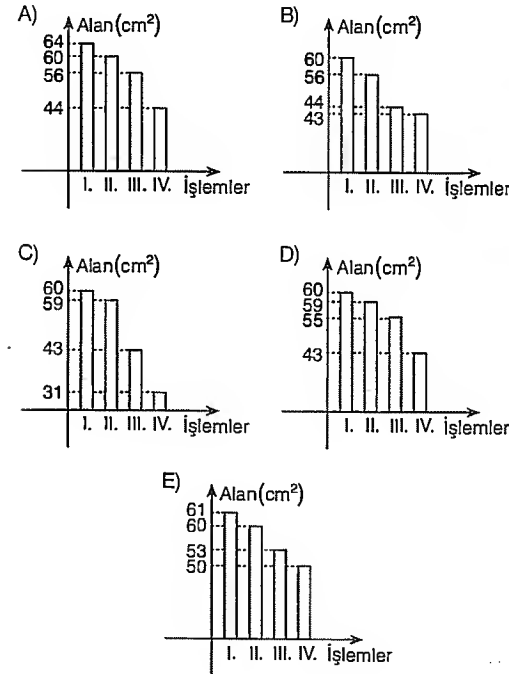 A) Alan(cm²)
64
60
56
44
I. II. III. IV. İşlemler
B) Alan(cm²)
60
56
44
43
I. II. III. IV. İşlemler
C) Alan(cm²)
60
59
43
31
I. II. III. IV. İşlemler
D) Alan(cm²)
60
59
55
43
I. II. III. IV. İşlemler
E) Alan(cm²)
61
60
53
50
I. II. III. IV. İşlemler